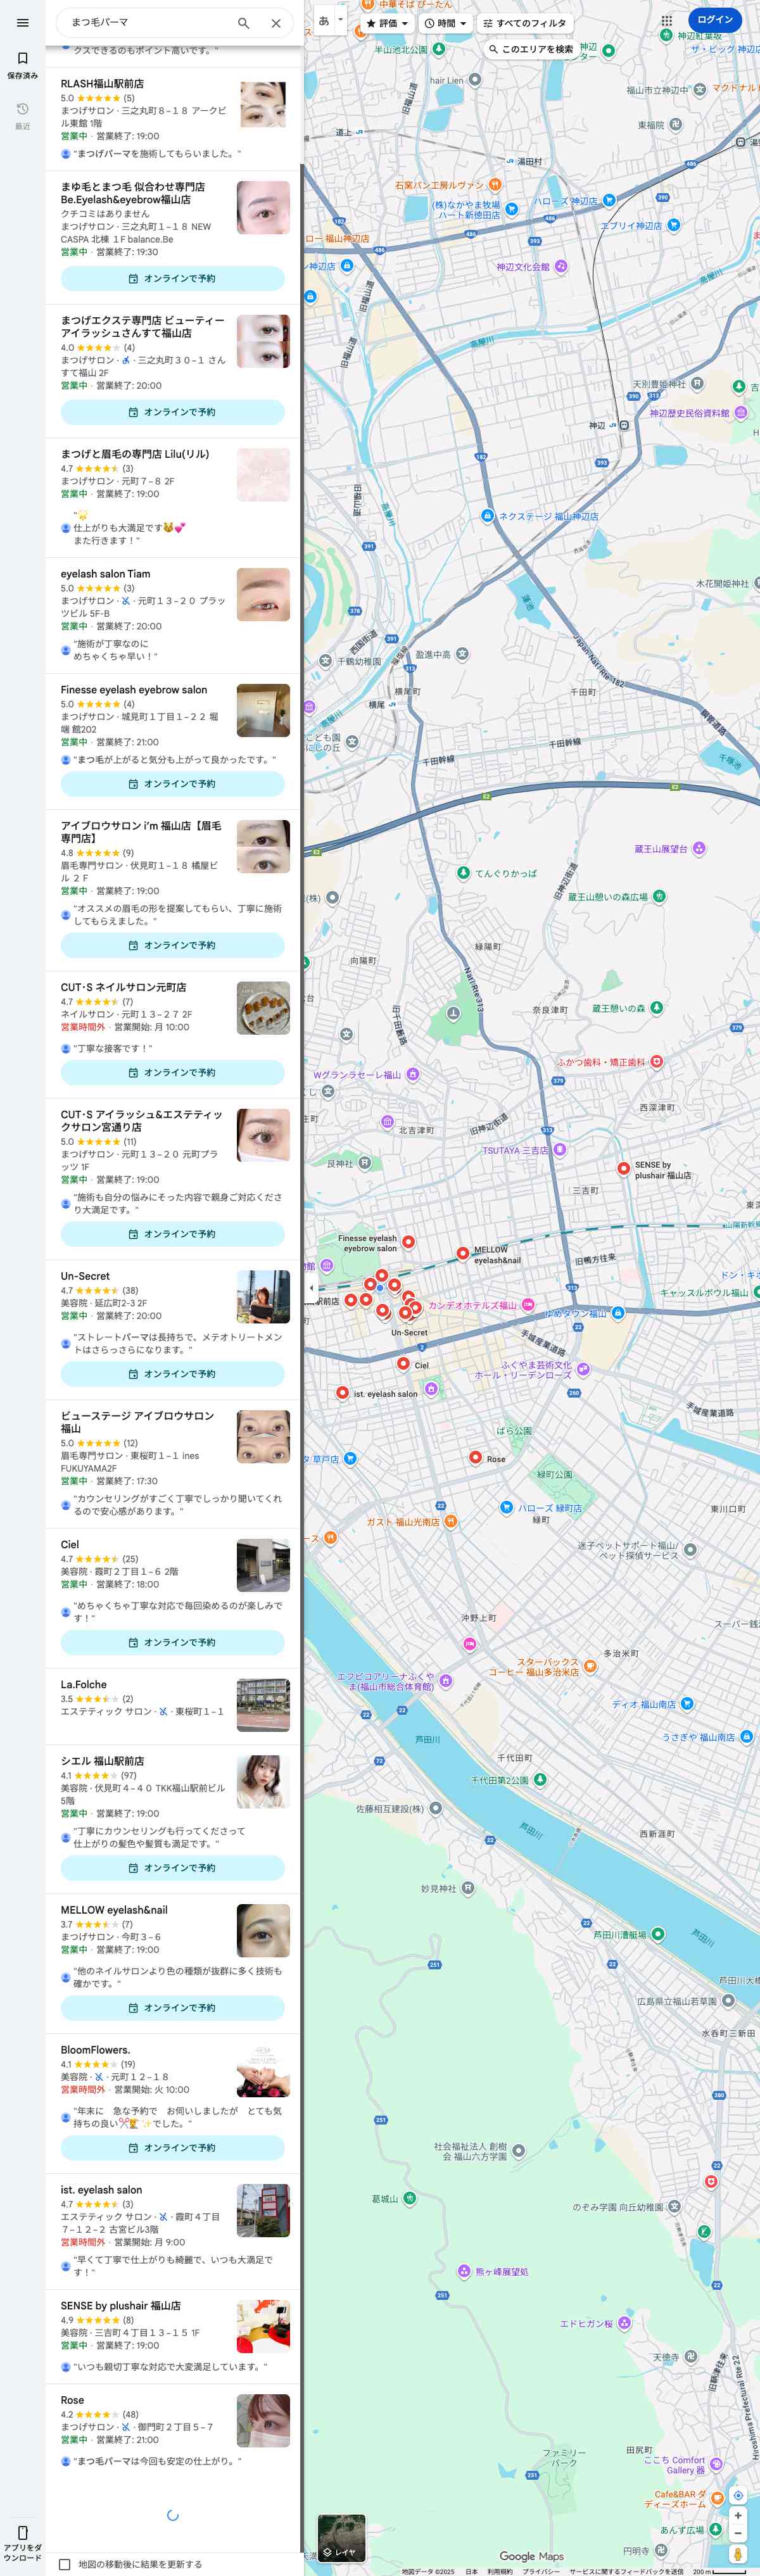 まつ毛パーマ
保存済み
最近
クスできるのもポイント高いです。"
RLASH福山駅前店
5.0 (5)
まつげサロン · 三之丸町８−１８ アークビ
ル東館 1階
営業中 · 営業終了: 19:00
"まつげパーマを施術してもらいました。"
まゆ毛とまつ毛 似合わせ専門店
Be.Eyelash&eyebrow福山店
クチコミはありません
まつげサロン · 三之丸町１−１８ NEW
CASPA 北棟 １F balance.Be
営業中 · 営業終了: 19:30
オンラインで予約
まつげエクステ専門店 ビューティー
アイラッシュさんすて福山店
4.0 (4)
まつげサロン · 三之丸町３０−１ さん
すて福山 2F
営業中 · 営業終了: 20:00
オンラインで予約
まつげと眉毛の専門店 Lilu(リル)
4.7 (3)
まつげサロン · 元町７−８ 2F
営業中 · 営業終了: 19:00
"🌟
仕上がりも大満足です🥳💕
また行きます！"
eyelash salon Tiam
5.0 (3)
まつげサロン · 元町１３−２０ プラッ
ツビル 5F-B
営業中 · 営業終了: 20:00
"施術が丁寧なのに
めちゃくちゃ早い！"
Finesse eyelash eyebrow salon
5.0 (4)
まつげサロン · 城見町１丁目１−２２ 堀
端 館202
営業中 · 営業終了: 21:00
"まつ毛が上がると気分も上がって良かったです。"
オンラインで予約
アイブロウサロン i'm 福山店【眉毛
専門店】
4.8 (9)
眉毛専門サロン · 伏見町１−１８ 橘屋ビ
ル ２Ｆ
営業中 · 営業終了: 19:00
"オススメの眉毛の形を提案してもらい、丁寧に施術
してもらえました。"
オンラインで予約
CUT･S ネイルサロン元町店
4.7 (7)
ネイルサロン · 元町１３−２７ 2F
営業時間外 · 営業開始: 月 10:00
"丁寧な接客です！"
オンラインで予約
CUT･S アイラッシュ&エステティッ
クサロン宮通り店
5.0 (11)
まつげサロン · 元町１３−２０ 元町プラ
ッツ 1F
営業中 · 営業終了: 19:00
"施術も自分の悩みにそった内容で親身ご対応くださ
り大満足です。"
オンラインで予約
Un-Secret
4.7 (38)
美容院 · 延広町2-3 2F
営業中 · 営業終了: 20:00
"ストレートパーマは長持ちで、メテオトリートメン
トはさらっさらになります。"
オンラインで予約
ビューステージ アイブロウサロン
福山
5.0 (12)
眉毛専門サロン · 東桜町１−１ ines
FUKUYAMA2F
営業中 · 営業終了: 17:30
"カウンセリングがすごく丁寧でしっかり聞いてくれ
るので安心感があります。"
Ciel
4.7 (25)
美容院 · 霞町２丁目１−６ 2階
営業中 · 営業終了: 18:00
"めちゃくちゃ丁寧な対応で毎回染めるのが楽しみで
す！"
オンラインで予約
La.Folche
3.5 (2)
エステティック サロン · 東桜町１−１
シエル 福山駅前店
4.1 (97)
美容院 · 伏見町４−４０ TKK福山駅前ビル
5階
営業中 · 営業終了: 19:00
"丁寧にカウンセリングも行ってくださって
仕上がりの髪色や髪質も満足です。"
オンラインで予約
MELLOW eyelash&nail
3.7 (7)
まつげサロン · 今町３−６
営業中 · 営業終了: 19:00
"他のネイルサロンより色の種類が抜群に多く技術も
確かです。"
オンラインで予約
BloomFlowers.
4.1 (19)
美容院 · 元町１２−１８
営業時間外 · 営業開始: 火 10:00
"年末に 急な予約で お伺いしましたが とても気
持ちの良い✂️💇✨でした。"
オンラインで予約
ist. eyelash salon
4.7 (3)
エステティック サロン · 霞町４丁目
７−１２−２ 古宮ビル3階
営業時間外 · 営業開始: 月 9:00
"早くて丁寧で仕上がりも綺麗で、いつも大満足で
す！"
SENSE by plushair 福山店
4.9 (8)
美容院 · 三吉町４丁目１３−１５ 1F
営業中 · 営業終了: 19:00
"いつも親切丁寧な対応で大変満足しています。"
Rose
4.2 (48)
まつげサロン · 御門町２丁目５−７
営業中 · 営業終了: 21:00
"まつ毛パーマは今回も安定の仕上がり。"
アプリをダ
ウンロード
地図の移動後に結果を更新する
あ
評価
時間
すべてのフィルタ
このエリアを検索
ログイン
中華そば ぴーたん
半山池北公園
神辺紅葉坂
ザ・ビッグ 神辺店
hair Lien
福山市立神辺中
マクドナルド
東福院
道上
湯田村
石窯パン工房ルヴァン
(株)なかやま牧場
ハート新徳田店
ハローズ 神辺店
エブリイ神辺店
神辺文化会館
高屋川
天別豊姫神社
神辺歴史民俗資料館
神辺
ネクステージ 福山神辺店
蓮池
木花開姫神社
千鶴幼稚園
盈進中高
横尾町
横尾
千田町
Japan Nat'l Rte 182
千田幹線
千田幹線
千塚池
蔵王山展望台
てんぐりかっぱ
旧神辺街道
蔵王山憩いの森広場
緑陽町
向陽町
Nat'l Rte313
奈良津町
蔵王憩いの森
Wグランラセーレ福山
ふかつ歯科・矯正歯科
西深津町
北吉津町
旧神辺街道
艮神社
TSUTAYA 三吉店
SENSE by
plushair 福山店
三吉町
Finesse eyelash
eyebrow salon
MELLOW
eyelash&nail
旧鴨方往来
山陽新幹線
キャッスルボウル福山
カンデオホテルズ福山
ゆめタウン福山
Un-Secret
手城産業道路
Ciel
ふくやま芸術文化
ホール・リーデンローズ
ist. eyelash salon
手城産業道路
ばら公園
Rose
緑町公園
ハローズ 緑町店
緑町
ガスト 福山光南店
東川口町
迷子ペットサポート福山/
ペット探偵サービス
沖野上町
多治米町
スターバックス
コーヒー 福山多治米店
エフピコアリーナふくや
ま(福山市総合体育館)
ディオ 福山南店
うさぎや 福山南店
芦田川
千代田町
千代田第2公園
佐藤相互建設(株)
芦田川
西新涯町
妙見神社
芦田川漕艇場
芦田川
広島県立福山若草園
水呑町三新田
社会福祉法人 創樹
会 福山六方学園
葛城山
のぞみ学園 向丘幼稚園
熊ヶ峰展望処
エドヒガン桜
天徳寺
旧鞆津往来
Hiroshima Prefectural Rte 22
ファミリー
パーク
田尻町
ここち Comfort
Gallery 器
Cafe&BAR ダ
ディーズホーム
あんず広場
円明寺
レイヤ
Google Maps
地図データ ©2025 日本 利用規約 プライバシー サービスに関するフィードバックを送信 200 m